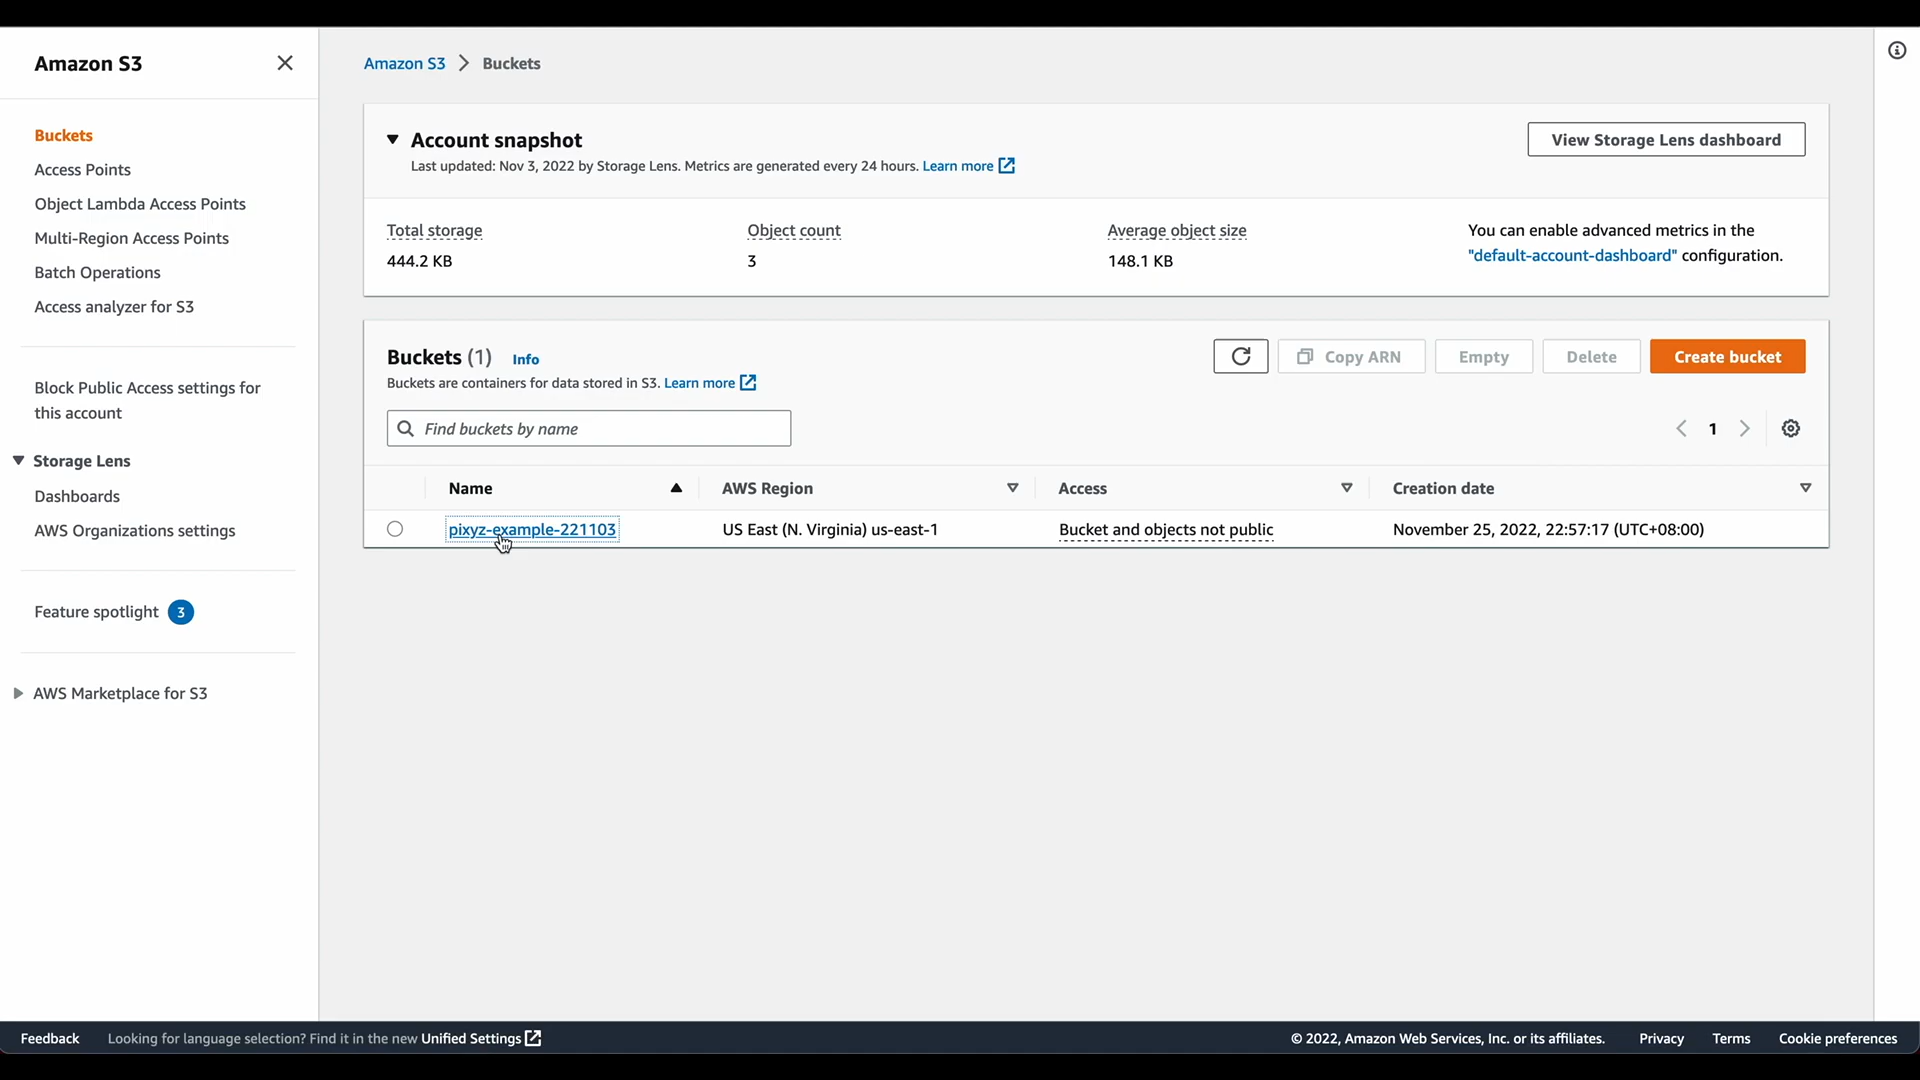 Amazon S3
Buckets
Access Points
Object Lambda Access Points
Multi-Region Access Points
Batch Operations
Access analyzer for S3
Block Public Access settings for
this account
Storage Lens
Dashboards
AWS Organizations settings
Feature spotlight 3
AWS Marketplace for S3
Amazon S3 Buckets
Account snapshot
Last updated: Nov 3, 2022 by Storage Lens. Metrics are generated every 24 hours. Learn more
View Storage Lens dashboard
Total storage
444.2 KB
Object count
3
Average object size
148.1 KB
You can enable advanced metrics in the
"default-account-dashboard" configuration.
Buckets (1) Info
Buckets are containers for data stored in S3. Learn more
Copy ARN
Empty
Delete
Create bucket
Find buckets by name
1
Name AWS Region Access Creation date
pixyz-example-221103 US East (N. Virginia) us-east-1 Bucket and objects not public November 25, 2022, 22:57:17 (UTC+08:00)
Feedback Looking for language selection? Find it in the new Unified Settings © 2022, Amazon Web Services, Inc. or its affiliates. Privacy Terms Cookie preferences